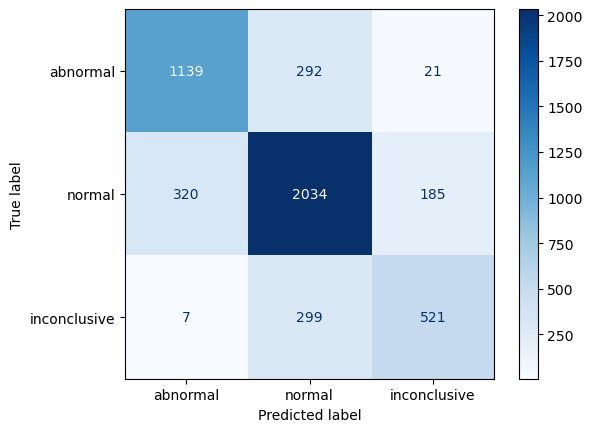 abnormal 1139 292 21
normal 320 2034 185
inconclusive 7 299 521
abnormal normal inconclusive
Predicted label
True label
2000
1750
1500
1250
1000
750
500
250